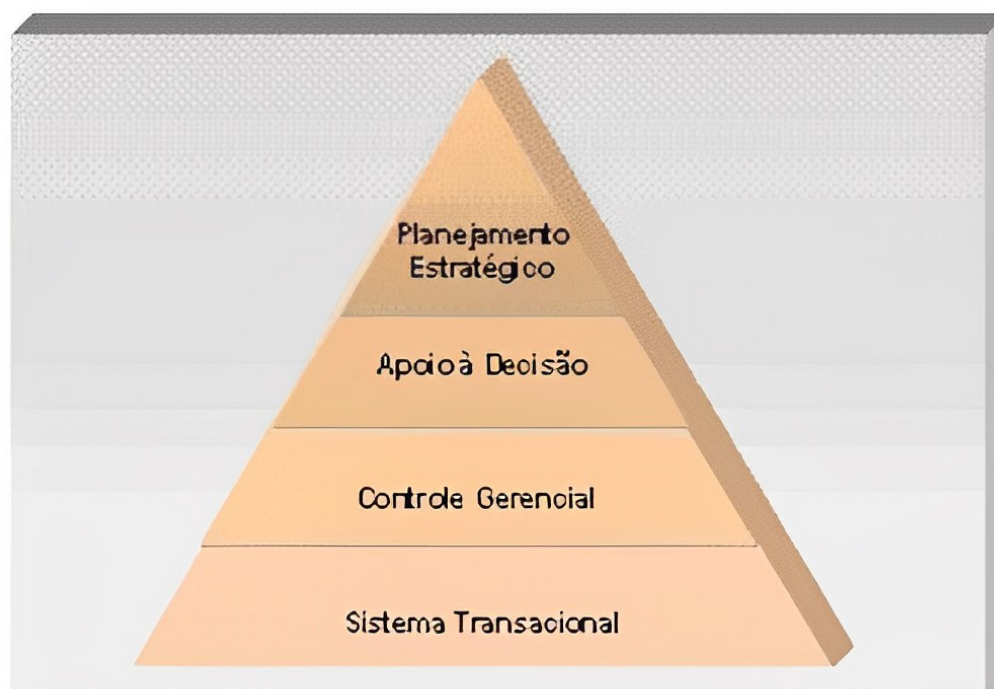 Planejamento
Estratégico
Apoio à Decisão
Controle Gerencial
Sistema Transacional